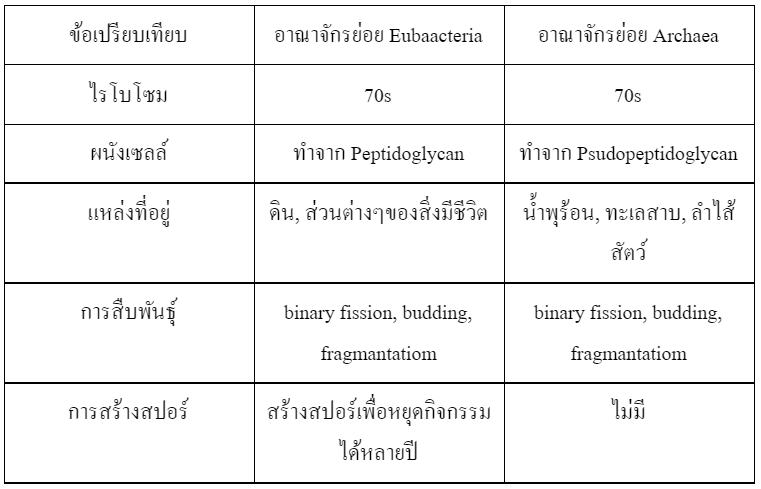 ข้อเปรียบเทียบ อาณาจักรย่อย Eubaacteria อาณาจักรย่อย Archaea
ไรโบโซม 70s 70s
ผนังเซลล์ ทำจาก Peptidoglycan ทำจาก Psudopeptidoglycan
แหล่งที่อยู่ ดิน, ส่วนต่างๆของสิ่งมีชีวิต น้ำพุร้อน, ทะเลสาบ, ลำไส้
สัตว์
การสืบพันธุ์ binary fission, budding, binary fission, budding,
fragmantatiom fragmantatiom
การสร้างสปอร์ สร้างสปอร์เพื่อหยุดกิจกรรม ไม่มี
ได้หลายปี